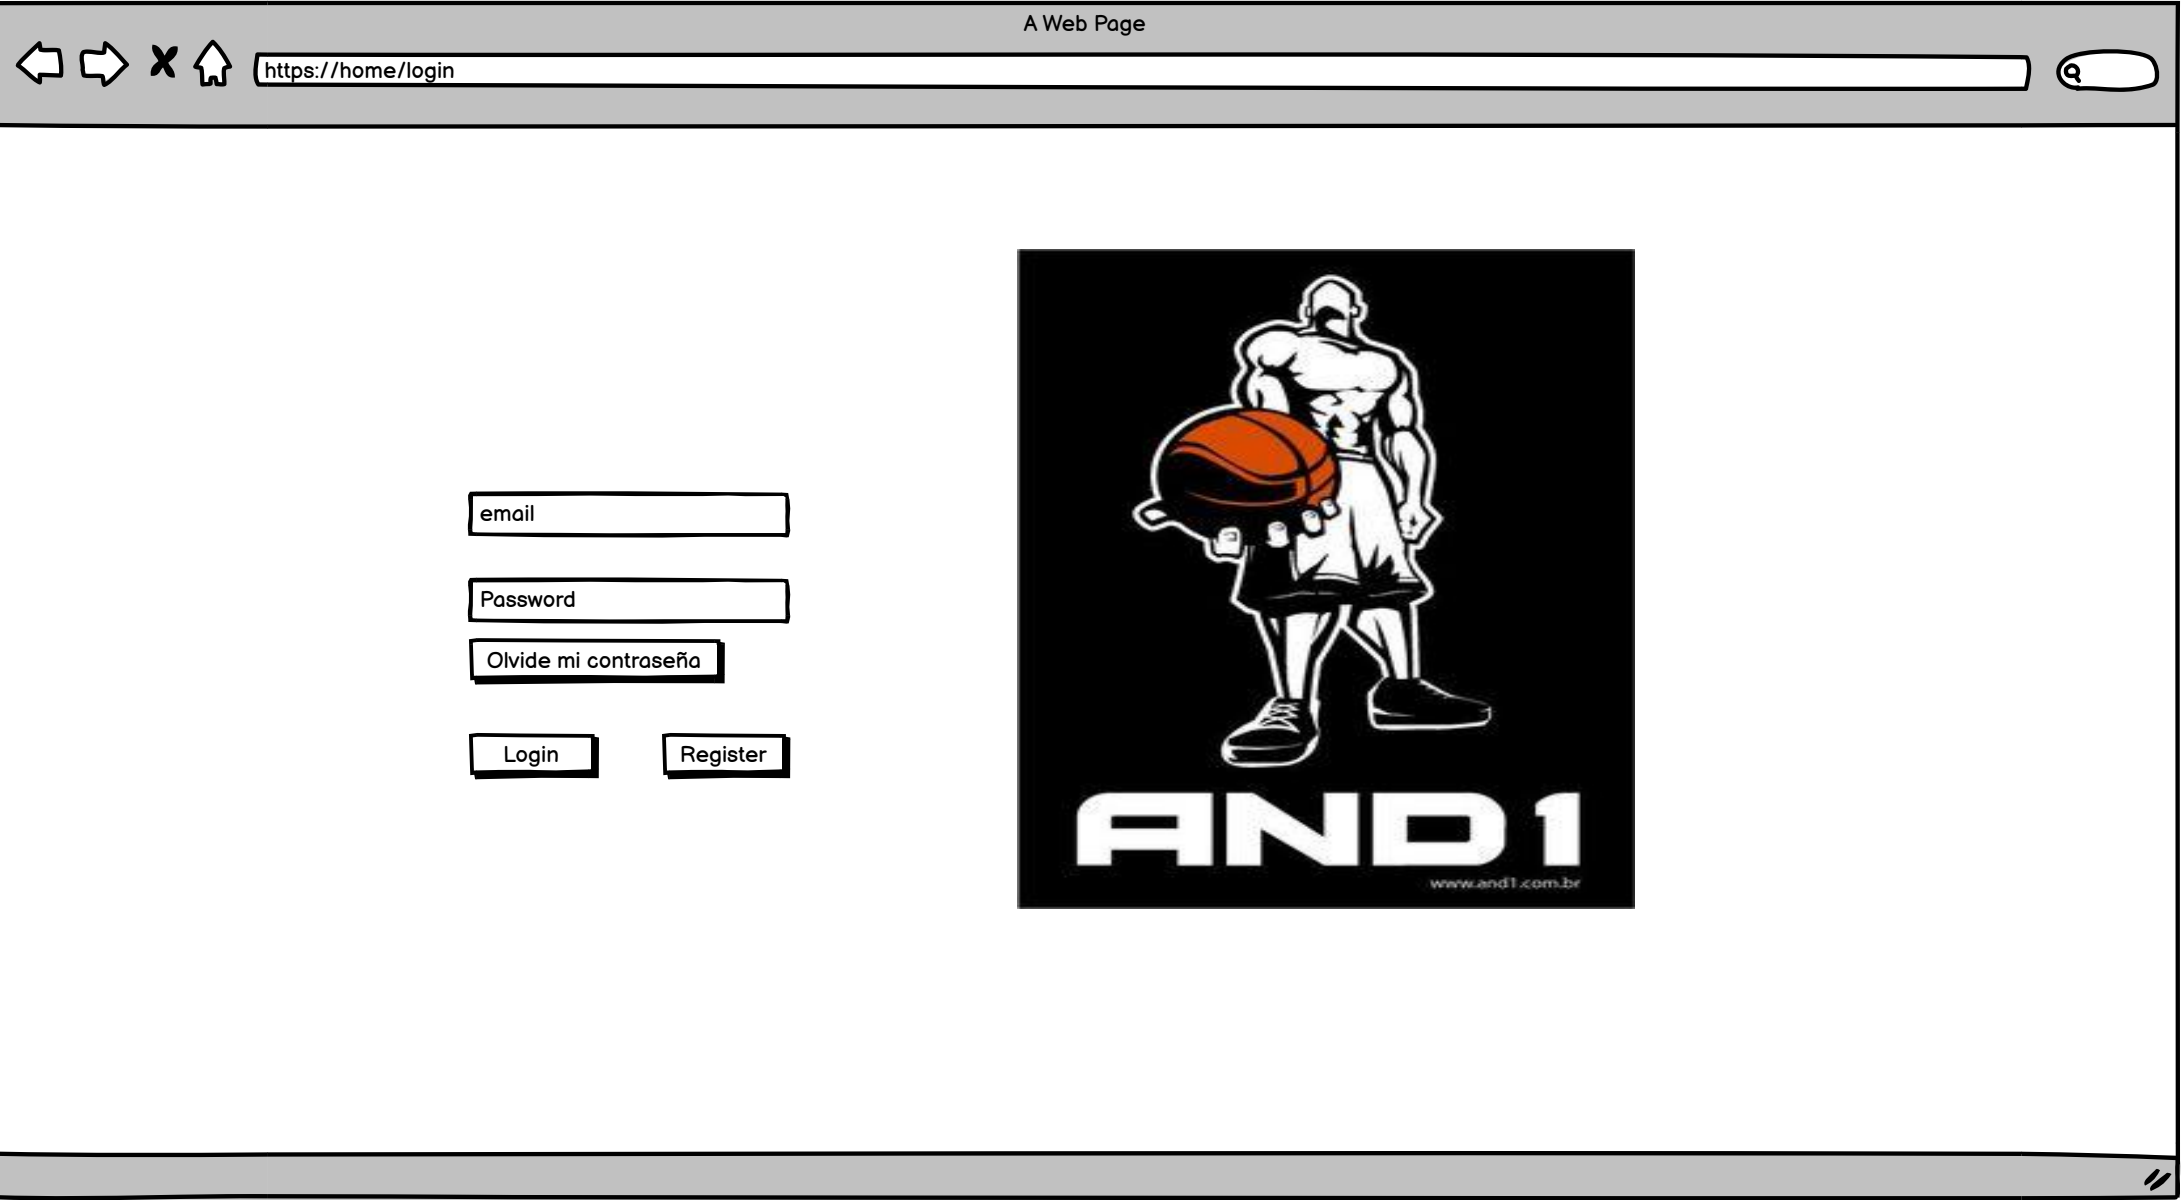 A Web Page
https://home/login
email
Password
Olvide mi contraseña
Login
Register
AND1
www.and1.com.br